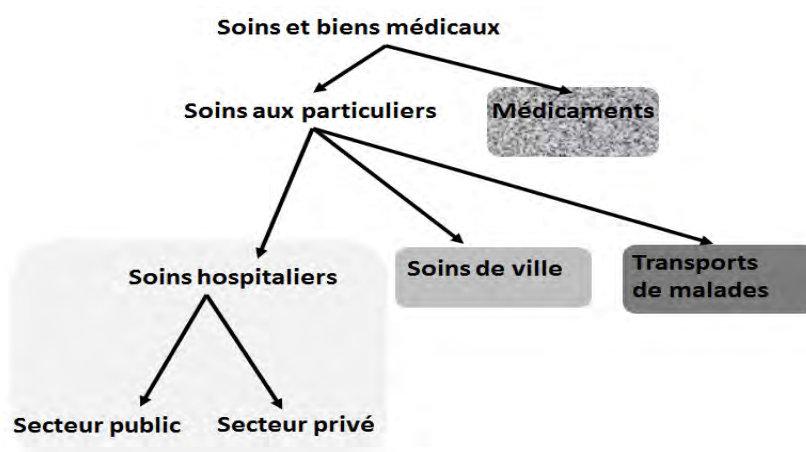 Soins et biens médicaux
Soins aux particuliers
Médicaments
Soins hospitaliers
Soins de ville
Transports
de malades
Secteur public
Secteur privé